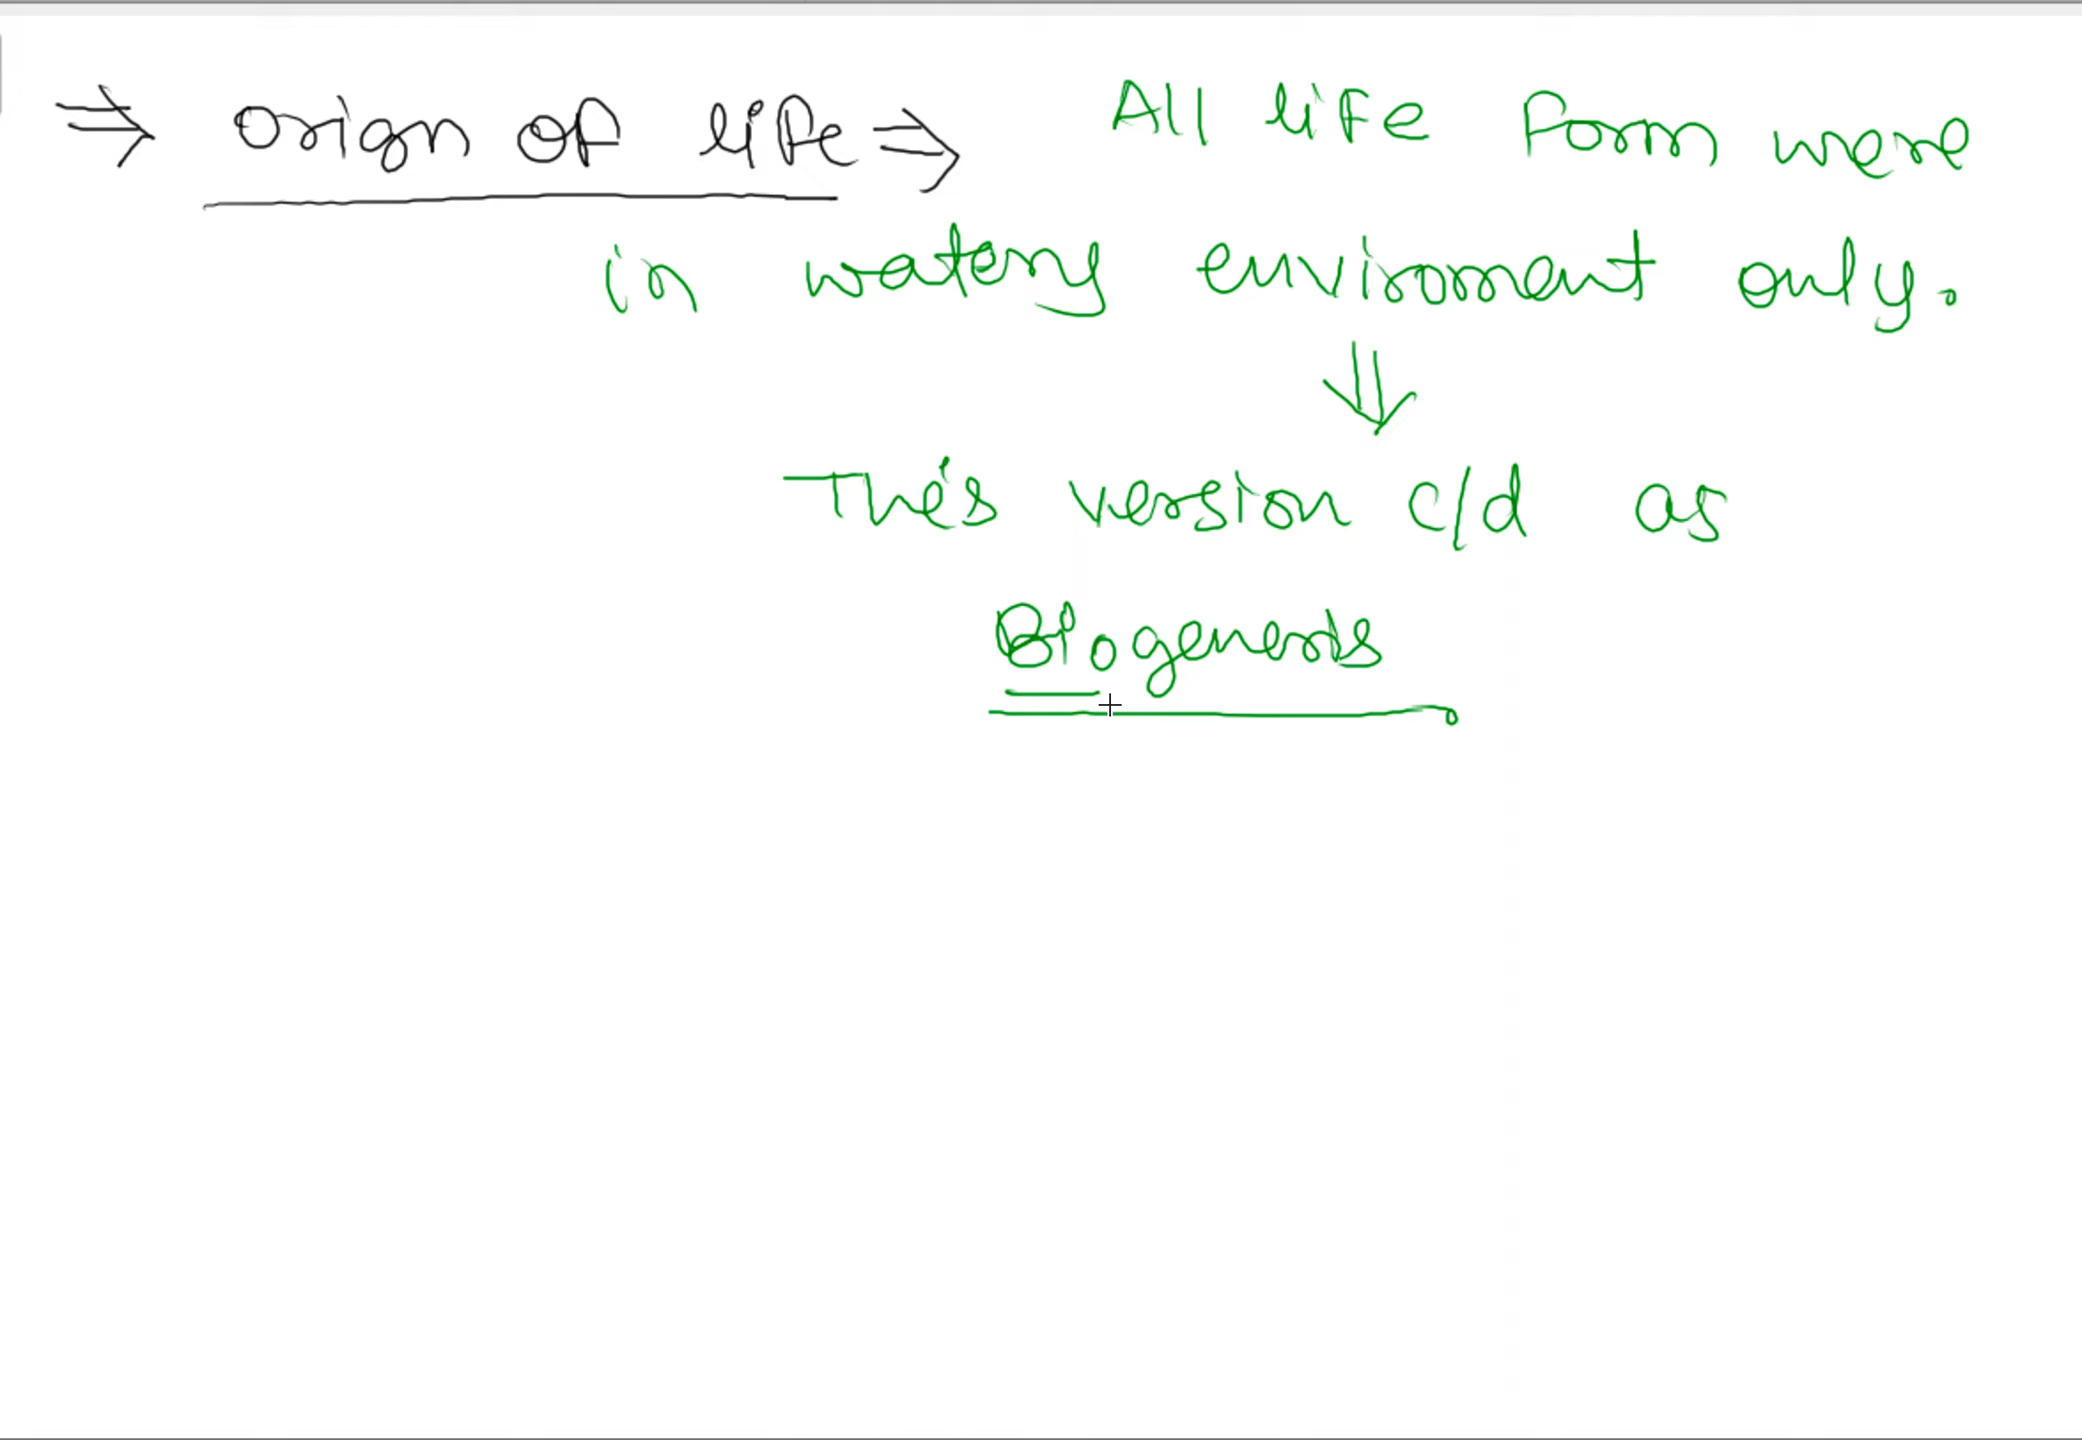 ⇒ Orign of life ⇒ All life form were
in watery enviroment only.
⇓
This version c/d as
Biogenesis